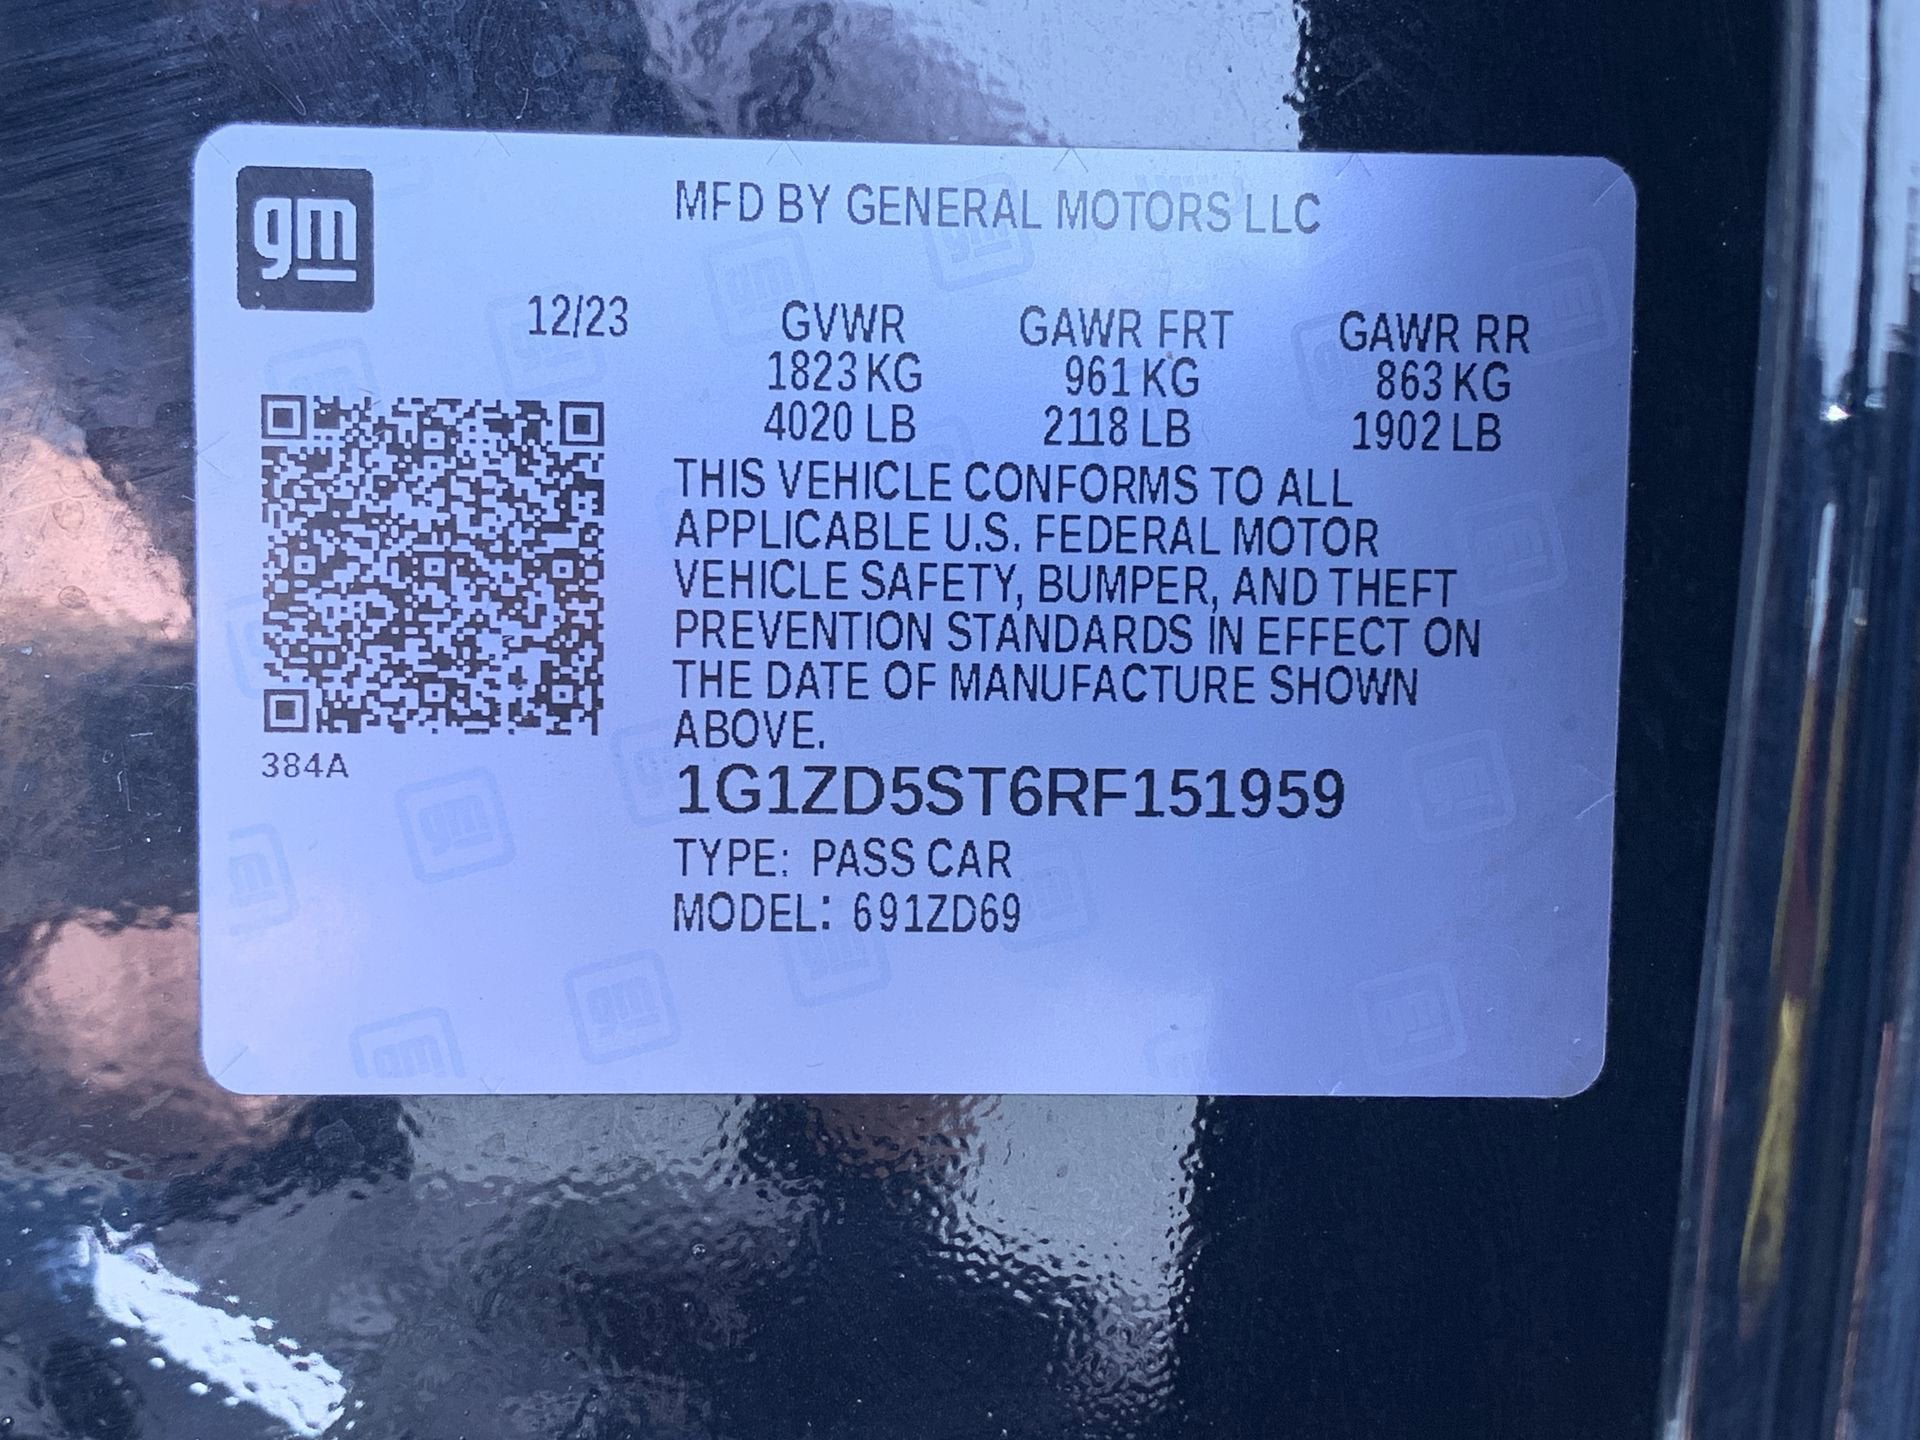 gm
MFD BY GENERAL MOTORS LLC
12/23 GVWR GAWR FRT GAWR RR
1823 KG 961 KG 863 KG
4020 LB 2118 LB 1902 LB
THIS VEHICLE CONFORMS TO ALL
APPLICABLE U.S. FEDERAL MOTOR
VEHICLE SAFETY, BUMPER, AND THEFT
PREVENTION STANDARDS IN EFFECT ON
THE DATE OF MANUFACTURE SHOWN
ABOVE.
384A
1G1ZD5ST6RF151959
TYPE: PASS CAR
MODEL: 691ZD69